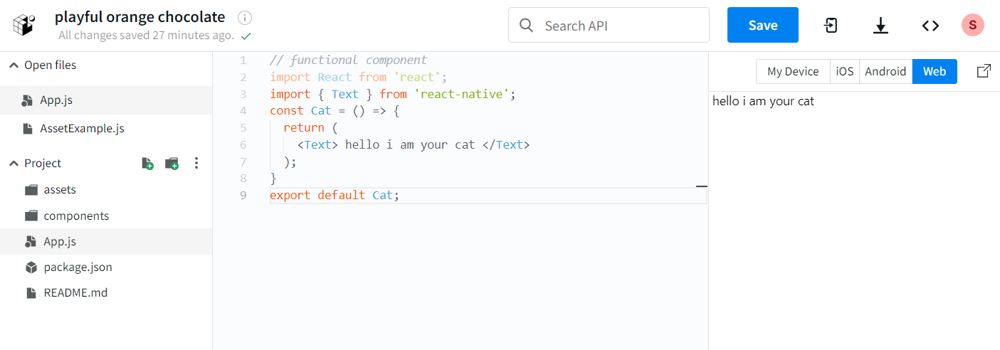 playful orange chocolate
All changes saved 27 minutes ago.
Search API
Save
S
Open files
App.js
AssetExample.js
Project
assets
components
App.js
package.json
README.md
1 // functional component
2 import React from 'react';
3 import { Text } from 'react-native';
4 const Cat = () => {
5 return (
6 <Text> hello i am your cat </Text>
7 );
8 }
9 export default Cat;
My Device iOS Android Web
hello i am your cat